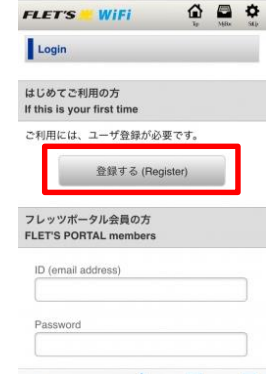 FLET'S WiFi
Top
Login
はじめてご利用の方
If this is your first time
ご利用には、ユーザ登録が必要です。
登録する (Register)
フレッツポータル会員の方
FLET'S PORTAL members
ID (email address)
Password